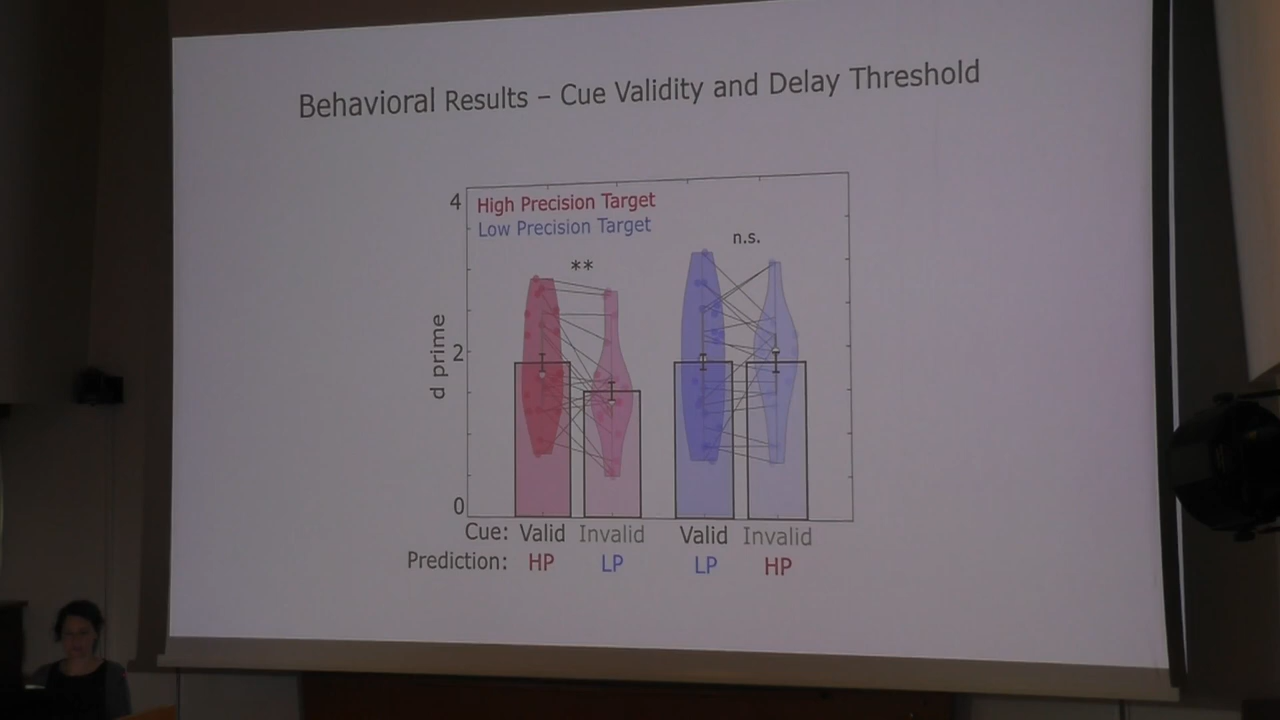 Behavioral Results – Cue Validity and Delay Threshold
4
High Precision Target
Low Precision Target
n.s.
**
d prime
2
0
Cue: Valid Invalid Valid Invalid
Prediction: HP LP LP HP